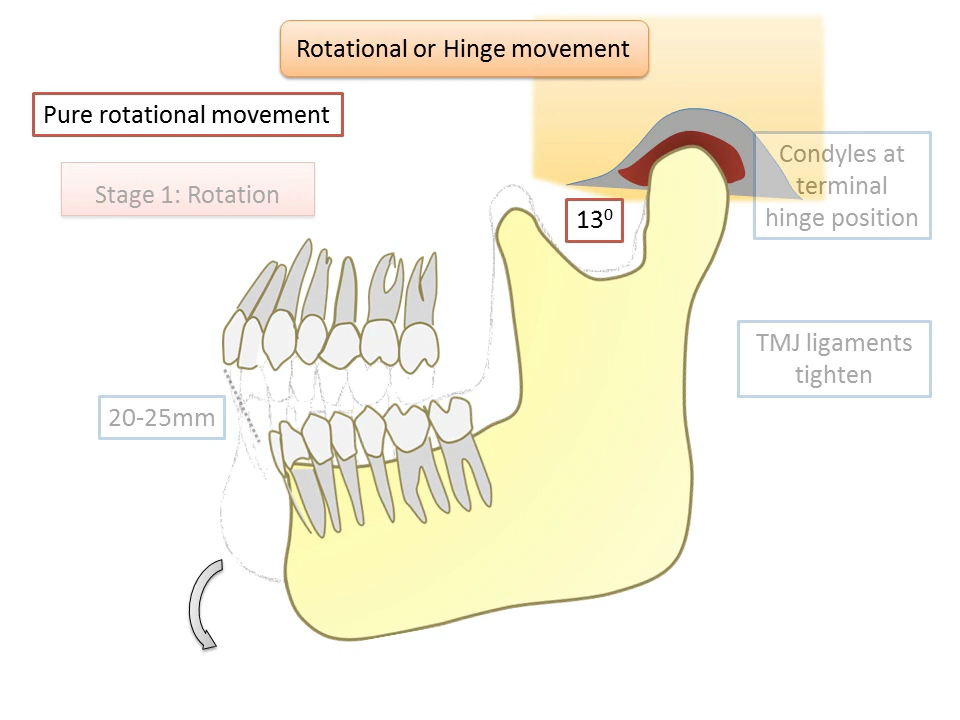 Rotational or Hinge movement
Pure rotational movement
Stage 1: Rotation
Condyles at
terminal
hinge position
13⁰
TMJ ligaments
tighten
20-25mm